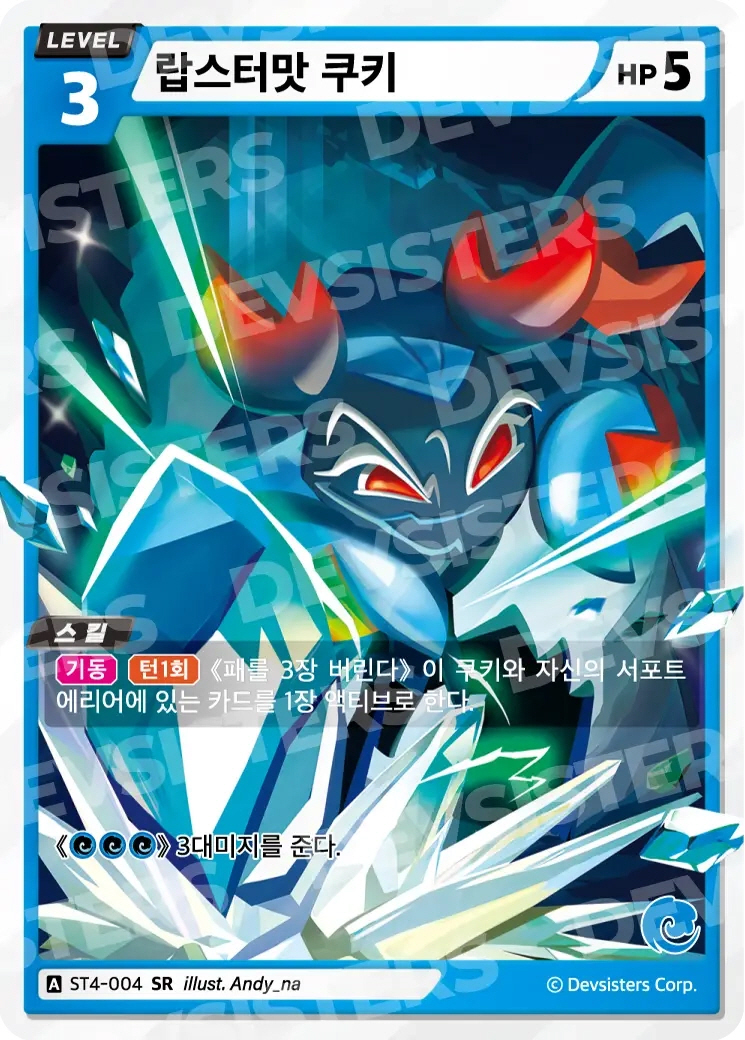 LEVEL
3
랍스터맛 쿠키
HP 5
스킬
기동 턴1회 《패를 3장 버린다》 이 쿠키와 자신의 서포트
에리어에 있는 카드를 1장 액티브로 한다.
《》 3대미지를 준다.
A ST4-004 SR illust. Andy_na
© Devsisters Corp.
DEVSISTERS